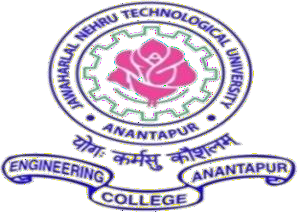 JAWAHARLAL NEHRU TECHNOLOGICAL UNIVERSITY
• ANANTAPUR •
योगः कर्मसु कौशलम्
ENGINEERING COLLEGE ANANTAPUR